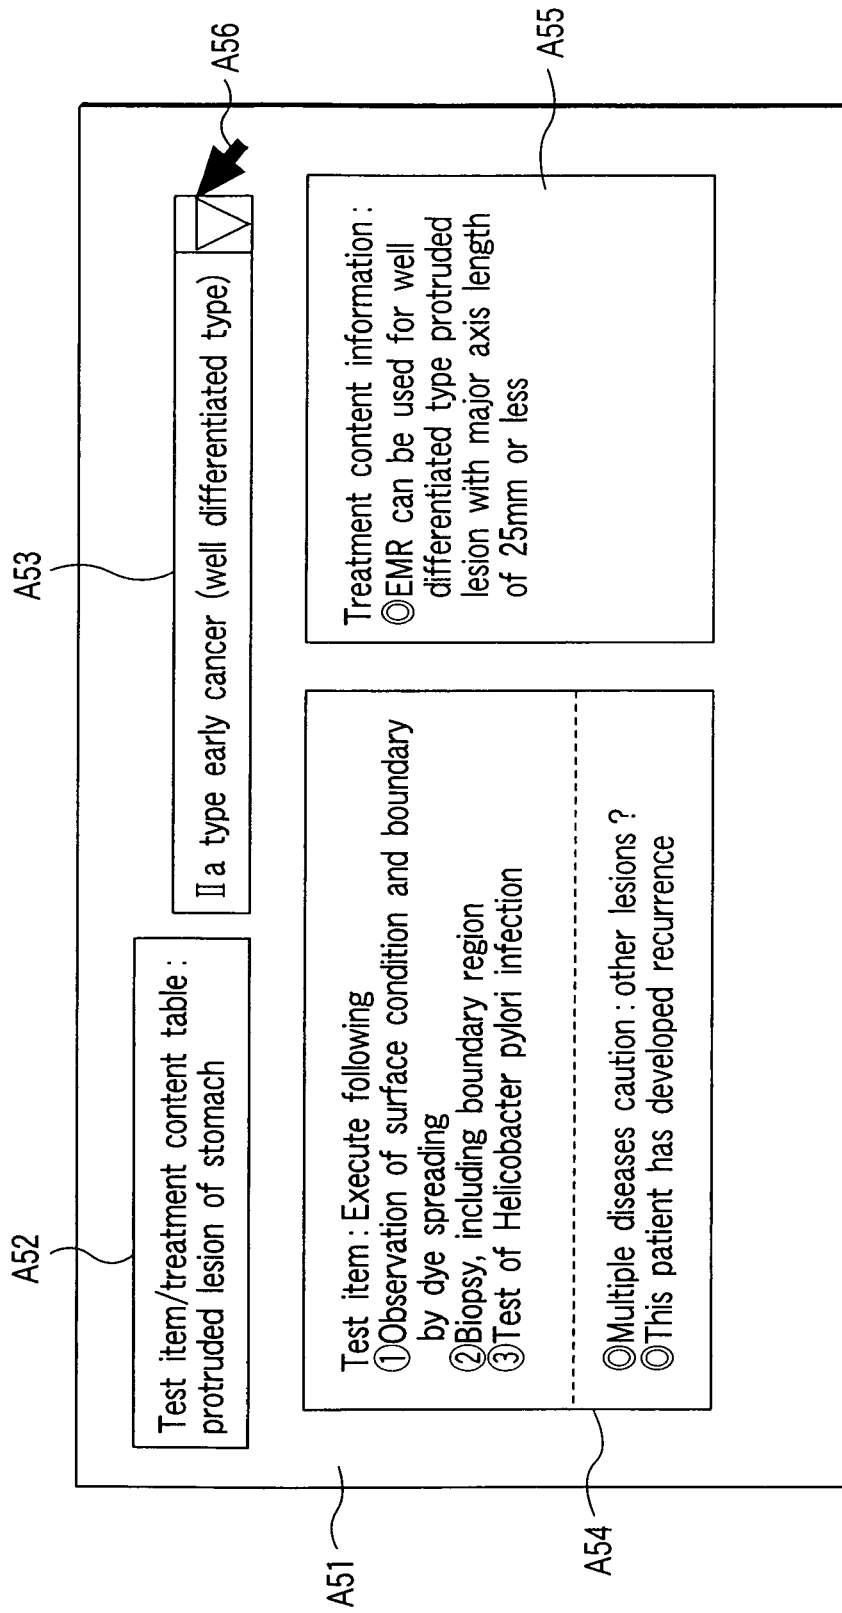 A52
A53
A56
Test item/treatment content table :
protruded lesion of stomach
Ⅱa type early cancer (well differentiated type)
A51
Test item : Execute following
①Observation of surface condition and boundary
by dye spreading
②Biopsy, including boundary region
③Test of Helicobacter pylori infection
◎Multiple diseases caution : other lesions ?
◎This patient has developed recurrence
A54
Treatment content information :
◎EMR can be used for well
differentiated type protruded
lesion with major axis length
of 25mm or less
A55